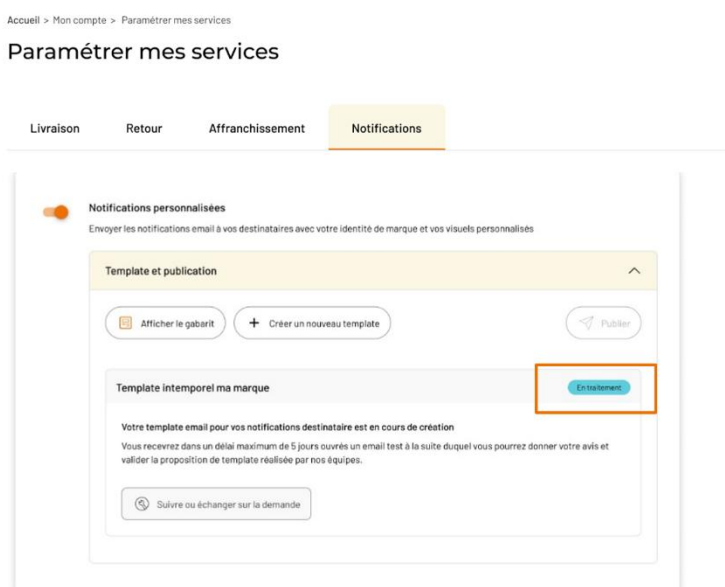 Accueil > Mon compte > Paramétrer mes services
Paramétrer mes services
Livraison Retour Affranchissement Notifications
Notifications personnalisées
Envoyer les notifications email à vos destinataires avec votre identité de marque et vos visuels personnalisés
Template et publication
Afficher le gabarit + Créer un nouveau template Publier
Template intemporel ma marque En traitement
Votre template email pour vos notifications destinataire est en cours de création
Vous recevrez dans un délai maximum de 5 jours ouvrés un email test à la suite duquel vous pourrez donner votre avis et
valider la proposition de template réalisée par nos équipes.
Suivre ou échanger sur la demande